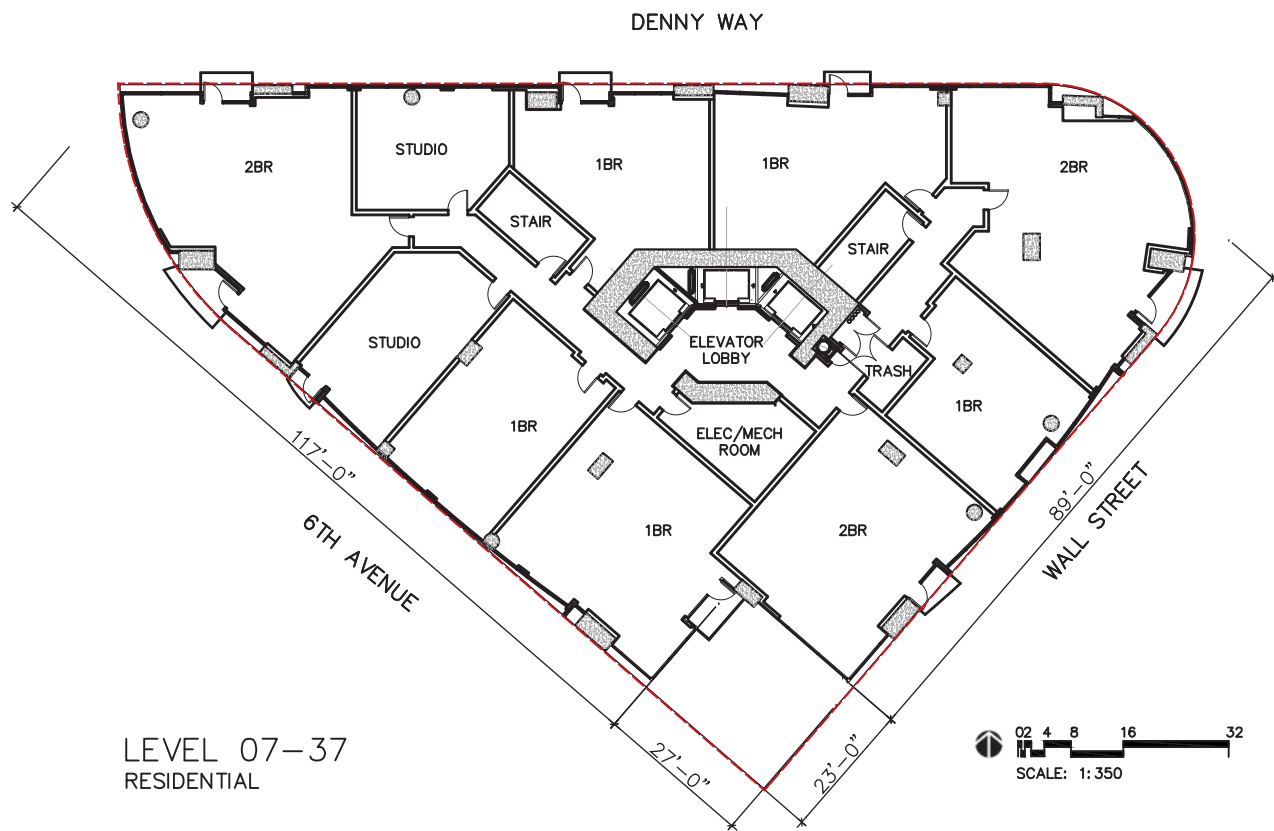 DENNY WAY
2BR
STUDIO
1BR
1BR
2BR
STAIR
STAIR
STUDIO
ELEVATOR
LOBBY
TRASH
1BR
1BR
ELEC/MECH
ROOM
1BR
2BR
117'-0"
6TH AVENUE
89'-0"
WALL STREET
27'-0"
23'-0"
LEVEL 07-37
RESIDENTIAL
0 2 4 8 16 32
SCALE: 1:350